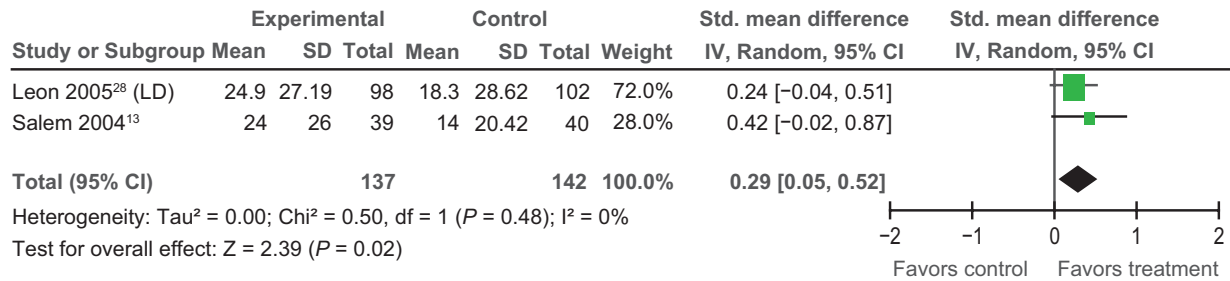 Experimental Control Std. mean difference Std. mean difference
Study or Subgroup Mean SD Total Mean SD Total Weight IV, Random, 95% CI IV, Random, 95% CI
Leon 2005²⁸ (LD) 24.9 27.19 98 18.3 28.62 102 72.0% 0.24 [−0.04, 0.51]
Salem 2004¹³ 24 26 39 14 20.42 40 28.0% 0.42 [−0.02, 0.87]
Total (95% CI) 137 142 100.0% 0.29 [0.05, 0.52]
Heterogeneity: Tau² = 0.00; Chi² = 0.50, df = 1 (P = 0.48); I² = 0%
Test for overall effect: Z = 2.39 (P = 0.02)
−2 −1 0 1 2
Favors control Favors treatment